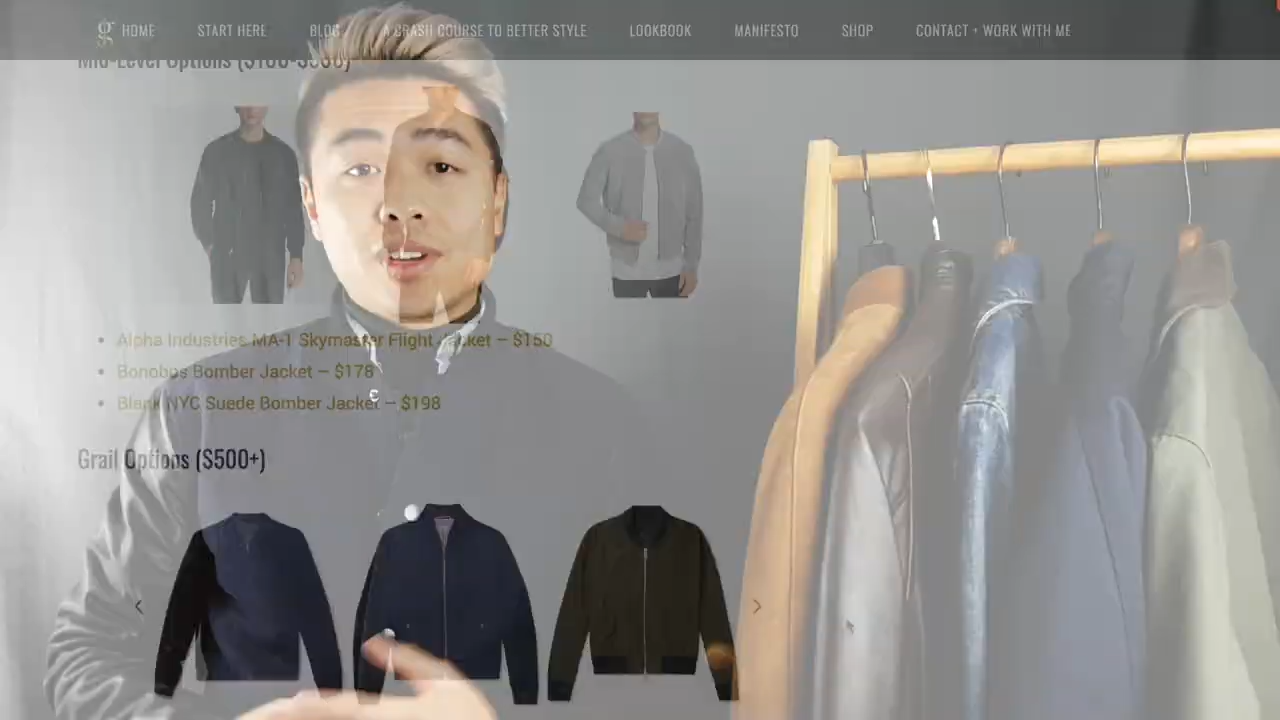 g HOME START HERE BLOG A CRASH COURSE TO BETTER STYLE LOOKBOOK MANIFESTO SHOP CONTACT + WORK WITH ME
Mid-Level Options ($100-$500)
Alpha Industries MA-1 Skymaster Flight Jacket – $150
Bonobos Bomber Jacket – $178
Blank NYC Suede Bomber Jacket – $198
Grail Options ($500+)